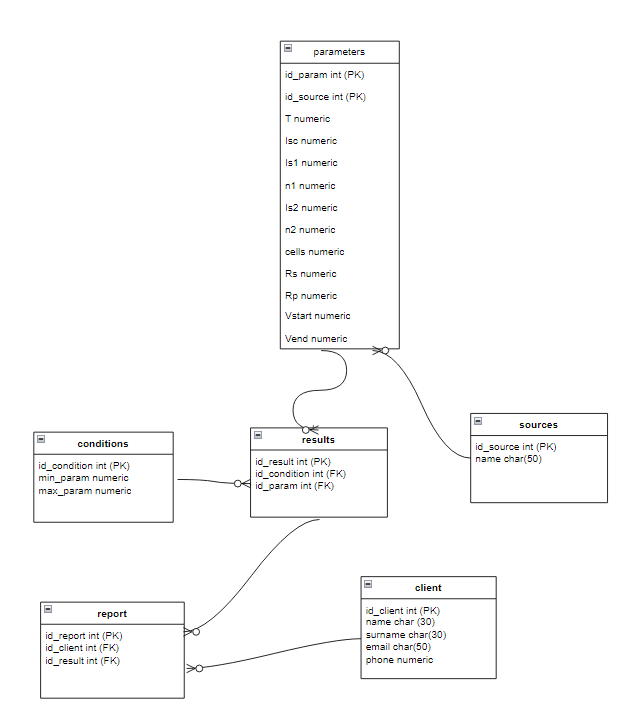 parameters
id_param int (PK)
id_source int (PK)
T numeric
Isc numeric
Is1 numeric
n1 numeric
Is2 numeric
n2 numeric
cells numeric
Rs numeric
Rp numeric
Vstart numeric
Vend numeric
conditions
id_condition int (PK)
min_param numeric
max_param numeric
results
id_result int (PK)
id_condition int (FK)
id_param int (FK)
sources
id_source int (PK)
name char(50)
report
id_report int (PK)
id_client int (FK)
id_result int (FK)
client
id_client int (PK)
name char (30)
surname char(30)
email char(50)
phone numeric